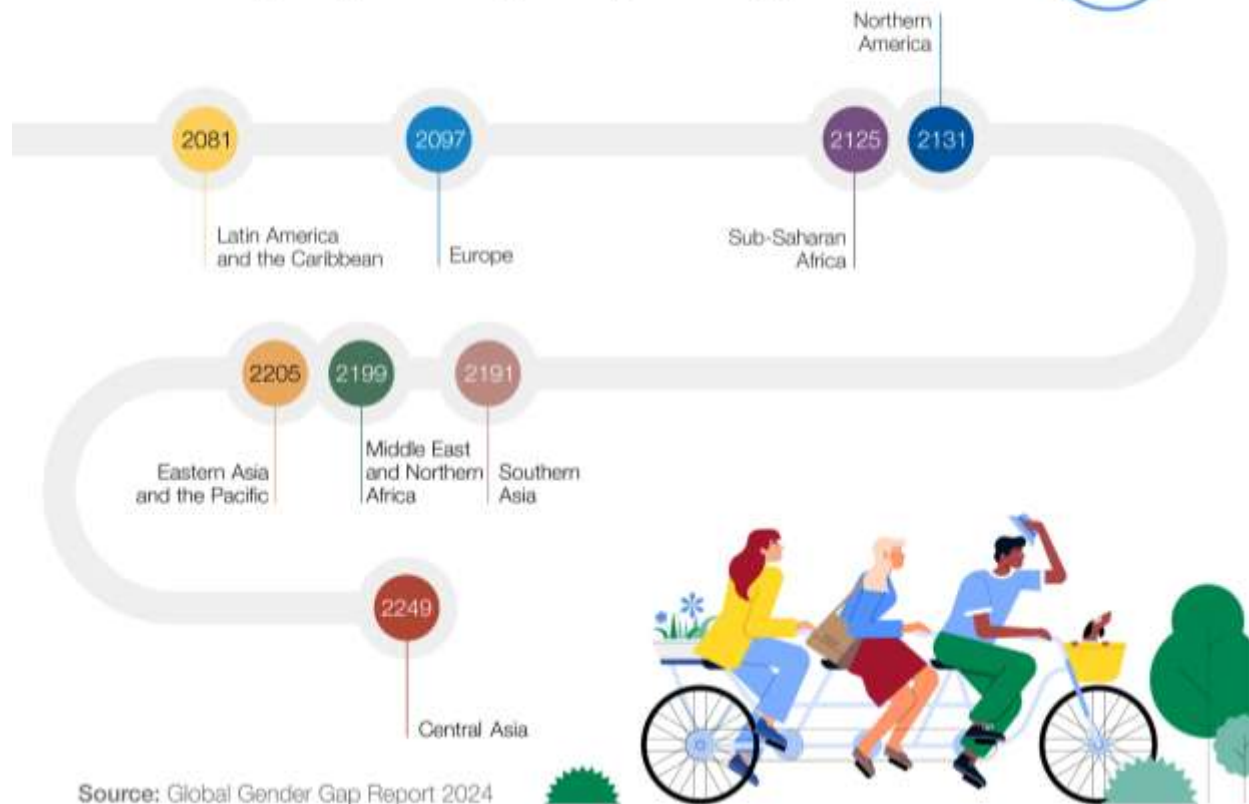 Northern
America
2081
2097
2125
2131
Latin America
and the Caribbean
Europe
Sub-Saharan
Africa
2205
2199
2191
Eastern Asia
and the Pacific
Middle East
and Northern
Africa
Southern
Asia
2249
Central Asia
Source: Global Gender Gap Report 2024